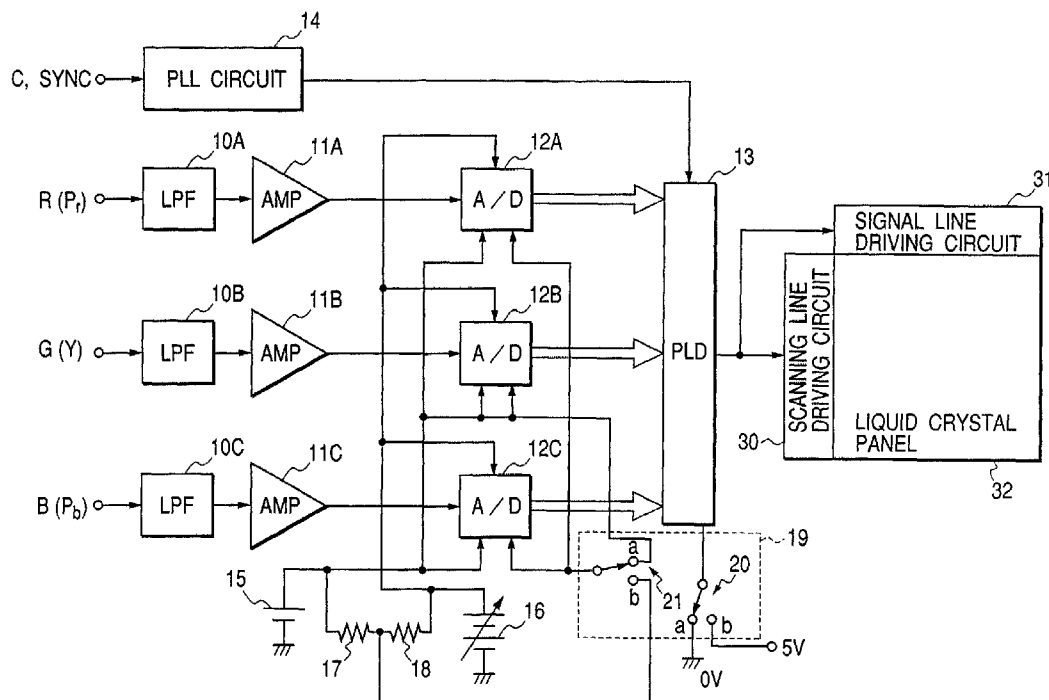 14
C, SYNC
PLL CIRCUIT
10A
11A
12A
13
31
R (Pr)
LPF
AMP
A/D
SIGNAL LINE
DRIVING CIRCUIT
10B
11B
12B
G (Y)
LPF
AMP
A/D
PLD
SCANNING LINE
DRIVING CIRCUIT
LIQUID CRYSTAL
PANEL
30
32
10C
11C
12C
B (Pb)
LPF
AMP
A/D
19
a
b
21
20
a
b
15
16
17
18
5V
0V